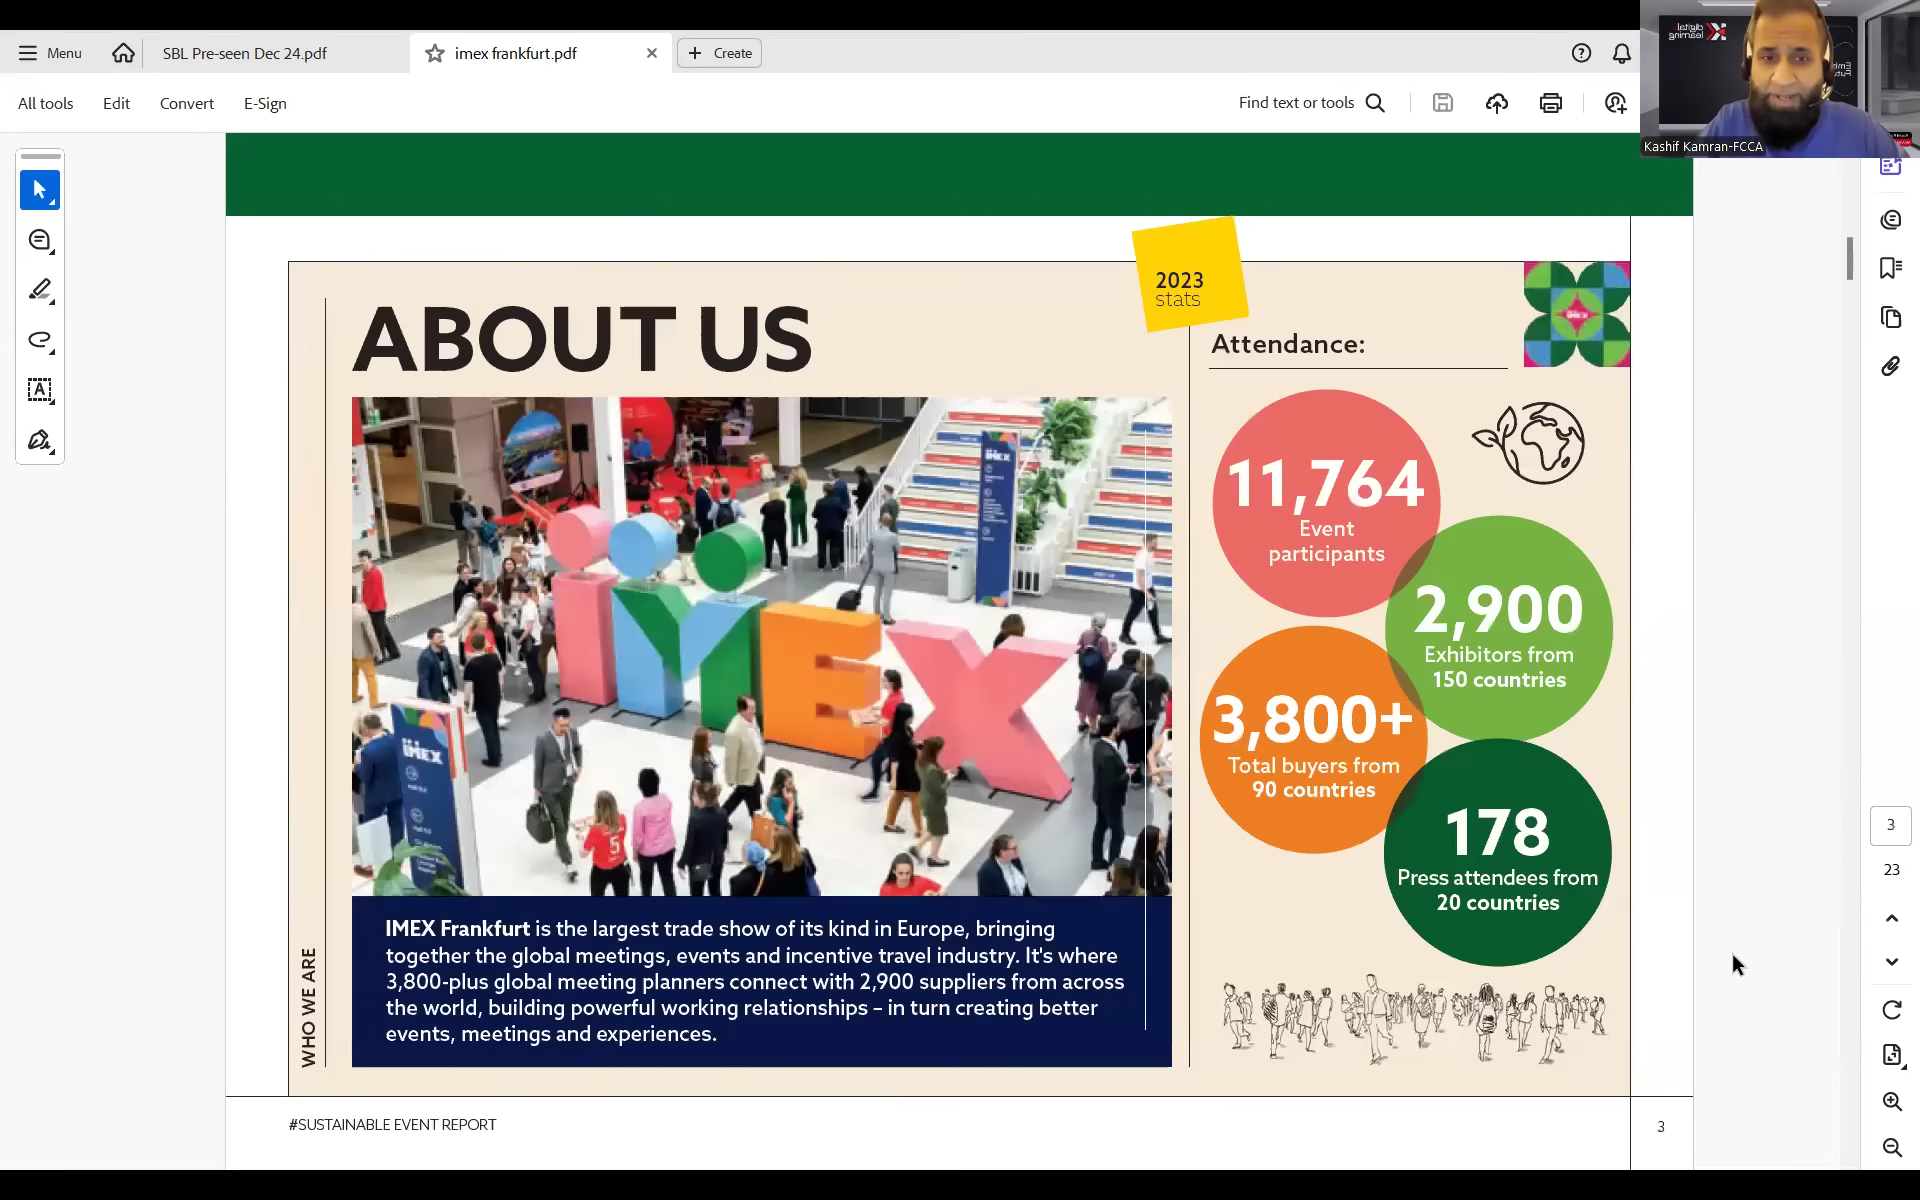 Menu
SBL Pre-seen Dec 24.pdf
imex frankfurt.pdf
Create
All tools
Edit
Convert
E-Sign
Find text or tools
digital
learning
Kashif Kamran-FCCA
2023
stats
ABOUT US
Attendance:
11,764
Event
participants
2,900
Exhibitors from
150 countries
3,800+
Total buyers from
90 countries
178
Press attendees from
20 countries
IMEX
IMEX
IMEX
WHO WE ARE
IMEX Frankfurt is the largest trade show of its kind in Europe, bringing
together the global meetings, events and incentive travel industry. It's where
3,800-plus global meeting planners connect with 2,900 suppliers from across
the world, building powerful working relationships – in turn creating better
events, meetings and experiences.
#SUSTAINABLE EVENT REPORT
3
3
23